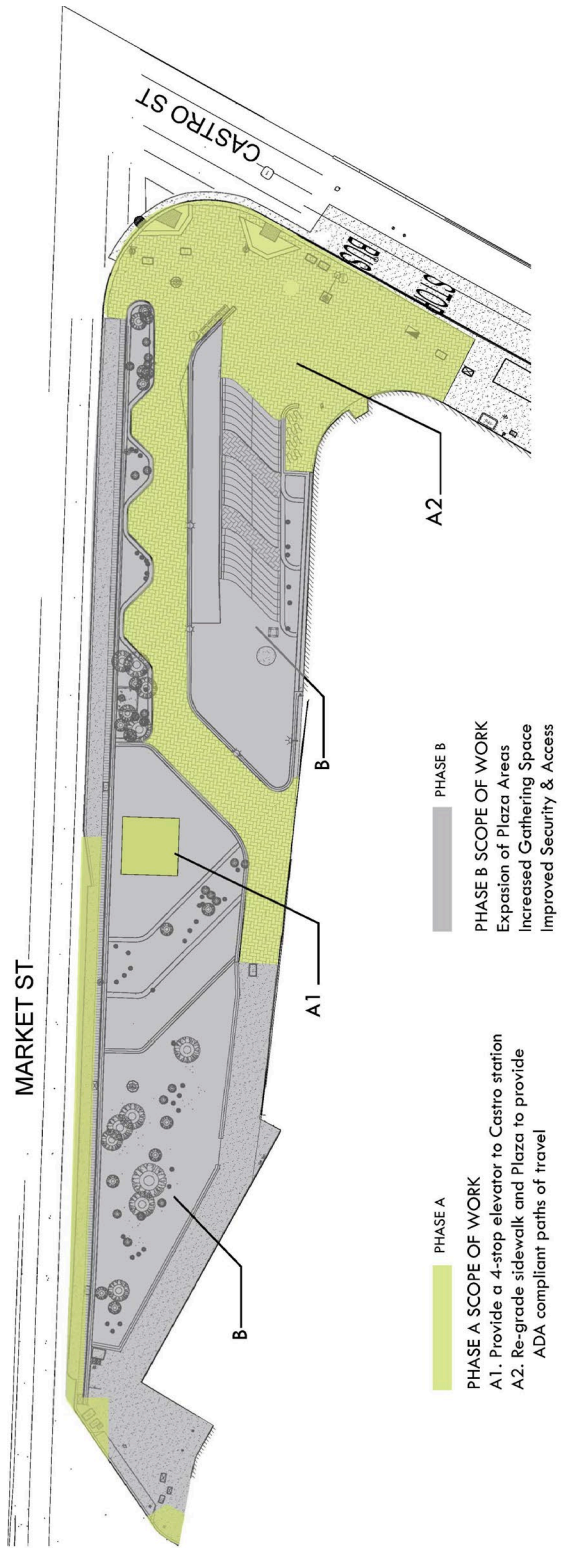 MARKET ST
CASTRO ST
BUS
STOP
A2
B
A1
B
PHASE A
PHASE A SCOPE OF WORK
A1. Provide a 4-stop elevator to Castro station
A2. Re-grade sidewalk and Plaza to provide
ADA compliant paths of travel
PHASE B
PHASE B SCOPE OF WORK
Expasion of Plaza Areas
Increased Gathering Space
Improved Security & Access